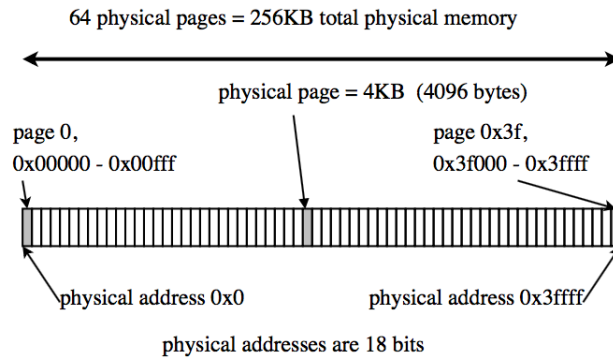 64 physical pages = 256KB total physical memory
physical page = 4KB (4096 bytes)
page 0,
0x00000 - 0x00fff
page 0x3f,
0x3f000 - 0x3ffff
physical address 0x0
physical address 0x3ffff
physical addresses are 18 bits